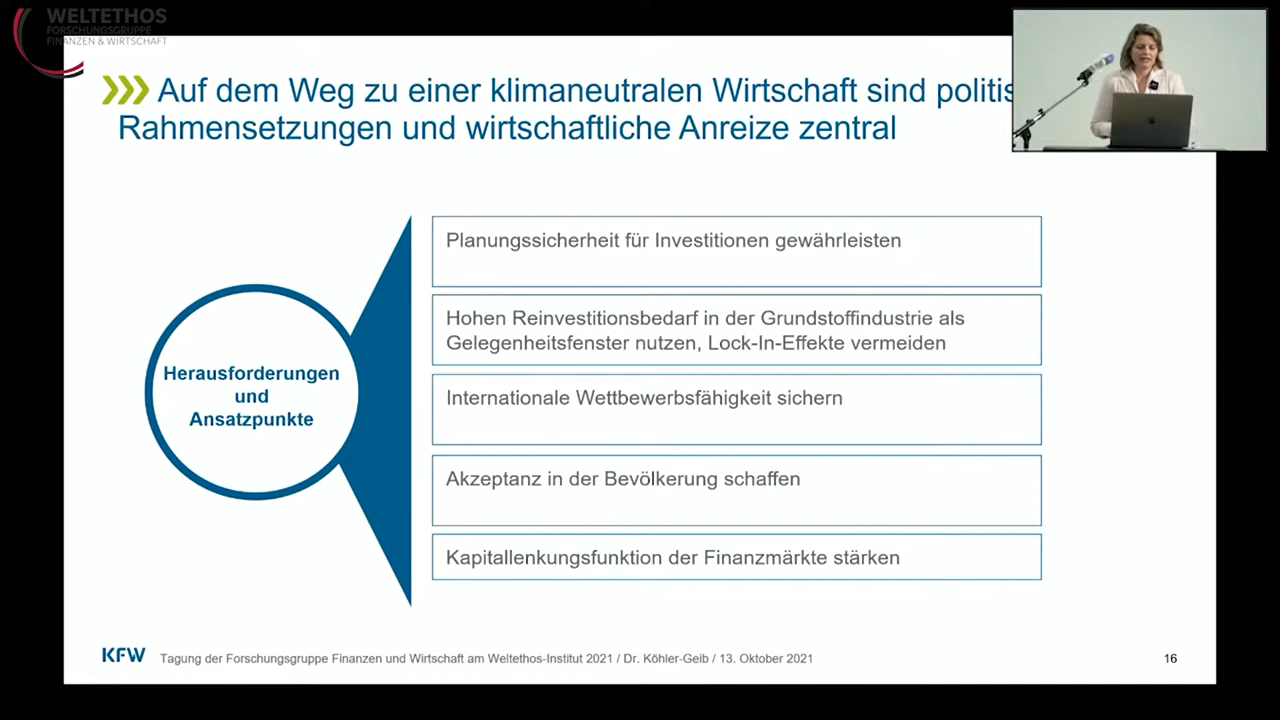 WELTETHOS
FORSCHUNGSGRUPPE
FINANZEN & WIRTSCHAFT
Auf dem Weg zu einer klimaneutralen Wirtschaft sind
Rahmensetzungen und wirtschaftliche Anreize zentral
Planungssicherheit für Investitionen gewährleisten
Hohen Reinvestitionsbedarf in der Grundstoffindustrie als
Gelegenheitsfenster nutzen, Lock-In-Effekte vermeiden
Herausforderungen
und
Ansatzpunkte
Internationale Wettbewerbsfähigkeit sichern
Akzeptanz in der Bevölkerung schaffen
Kapitallenkungsfunktion der Finanzmärkte stärken
KFW
Tagung der Forschungsgruppe Finanzen und Wirtschaft am Weltethos-Institut 2021 / Dr. Köhler-Geib / 13. Oktober 2021
16